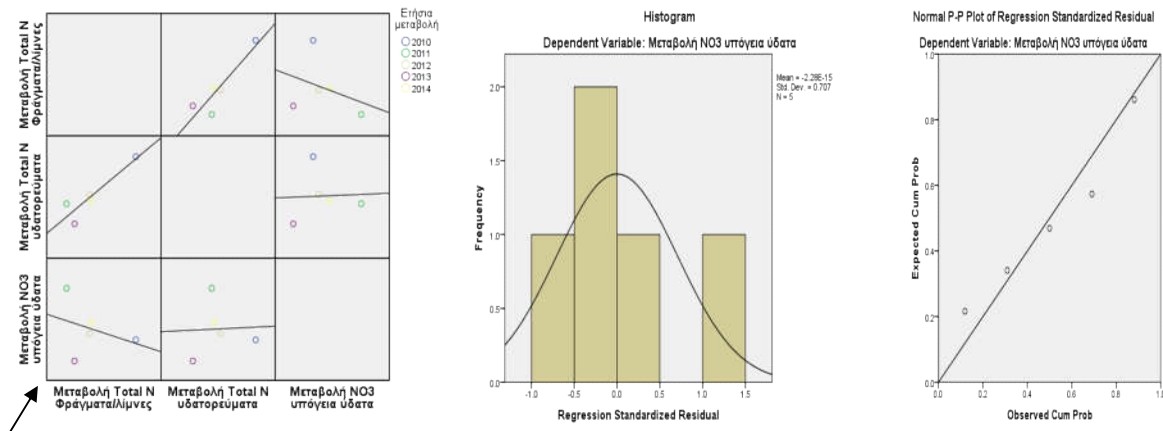 Μεταβολή Total N
Φράγματα/λίμνες
Μεταβολή Total N
υδατορεύματα
Μεταβολή NO3
υπόγεια ύδατα
Μεταβολή Total N
Φράγματα/λίμνες
Μεταβολή Total N
υδατορεύματα
Μεταβολή NO3
υπόγεια ύδατα
Ετήσια
μεταβολή
2010
2011
2012
2013
2014
Histogram
Dependent Variable: Μεταβολή NO3 υπόγεια ύδατα
Mean = -2.28E-15
Std. Dev. = 0.707
N = 5
Frequency
2.0
1.5
1.0
0.5
0.0
-1.0
-0.5
0.0
0.5
1.0
1.5
Regression Standardized Residual
Normal P-P Plot of Regression Standardized Residual
Dependent Variable: Μεταβολή NO3 υπόγεια ύδατα
Expected Cum Prob
1.0
0.8
0.6
0.4
0.2
0.0
0.0
0.2
0.4
0.6
0.8
1.0
Observed Cum Prob